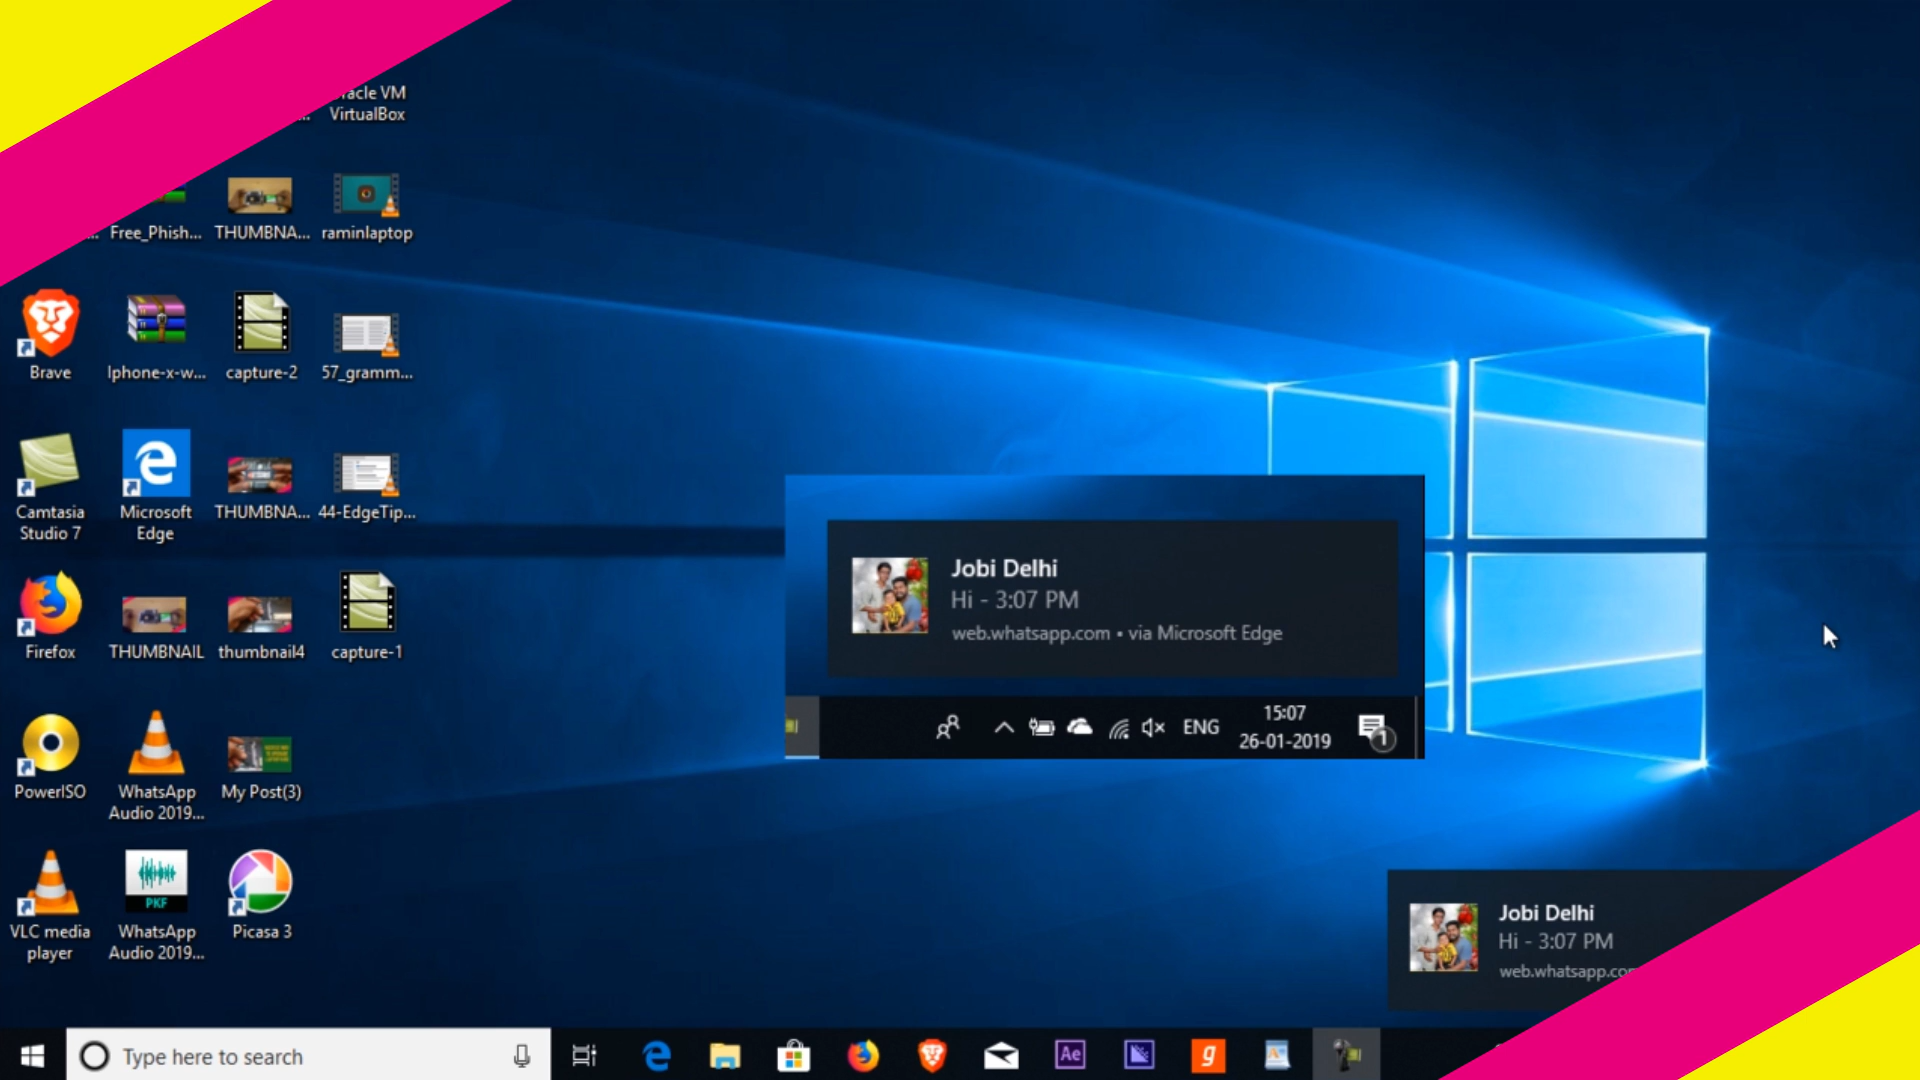 acle VM
VirtualBox
...
...
Free_Phish...
THUMBNA...
raminlaptop
Brave
Iphone-x-w...
capture-2
57_gramm...
Camtasia
Studio 7
Microsoft
Edge
THUMBNA...
44-EdgeTip...
Firefox
THUMBNAIL
thumbnail4
capture-1
PowerISO
WhatsApp
Audio 2019...
My Post(3)
VLC media
player
PKF
WhatsApp
Audio 2019...
Picasa 3
Jobi Delhi
Hi - 3:07 PM
web.whatsapp.com • via Microsoft Edge
ENG
15:07
26-01-2019
1
Jobi Delhi
Hi - 3:07 PM
web.whatsapp.co
Type here to search
Ae
g